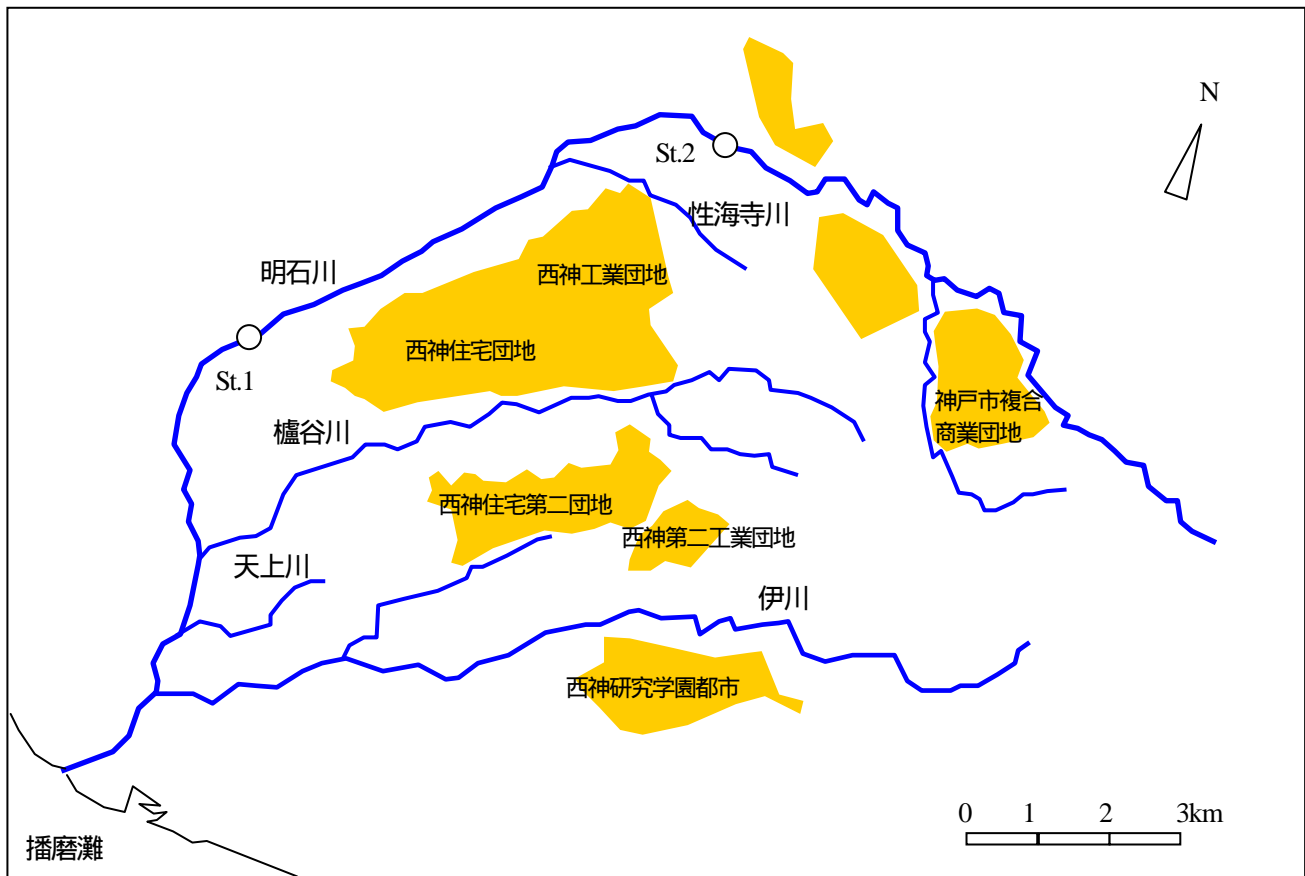 N
St.2
性海寺川
明石川
西神工業団地
西神住宅団地
St.1
神戸市複合
商業団地
櫨谷川
西神住宅第二団地
西神第二工業団地
天上川
伊川
西神研究学園都市
0 1 2 3km
播磨灘